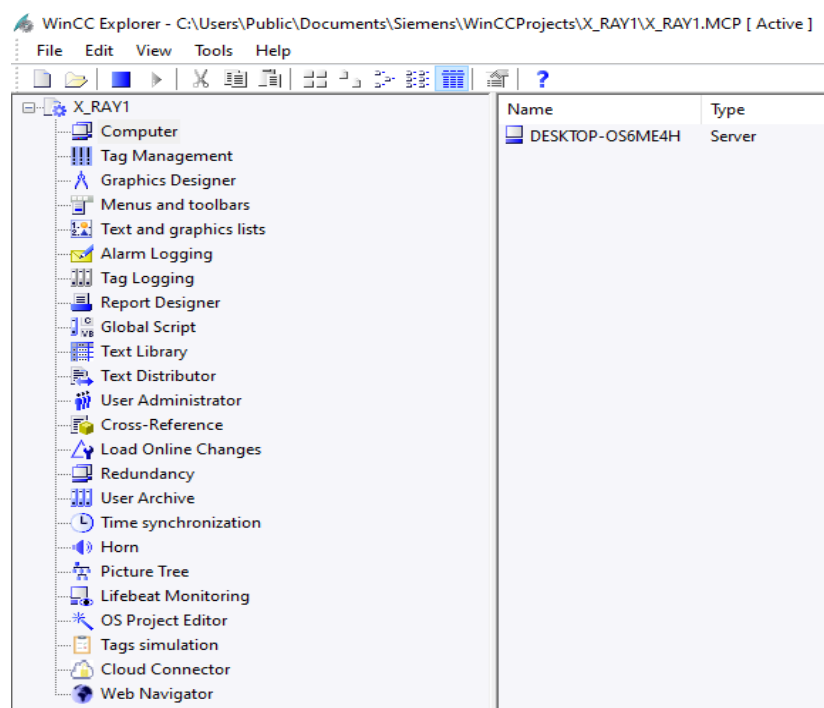 WinCC Explorer - C:\Users\Public\Documents\Siemens\WinCCProjects\X_RAY1\X_RAY1.MCP [ Active ]
File Edit View Tools Help
X_RAY1
Computer
Tag Management
Graphics Designer
Menus and toolbars
Text and graphics lists
Alarm Logging
Tag Logging
Report Designer
Global Script
Text Library
Text Distributor
User Administrator
Cross-Reference
Load Online Changes
Redundancy
User Archive
Time synchronization
Horn
Picture Tree
Lifebeat Monitoring
OS Project Editor
Tags simulation
Cloud Connector
Web Navigator
Name Type
DESKTOP-OS6ME4H Server